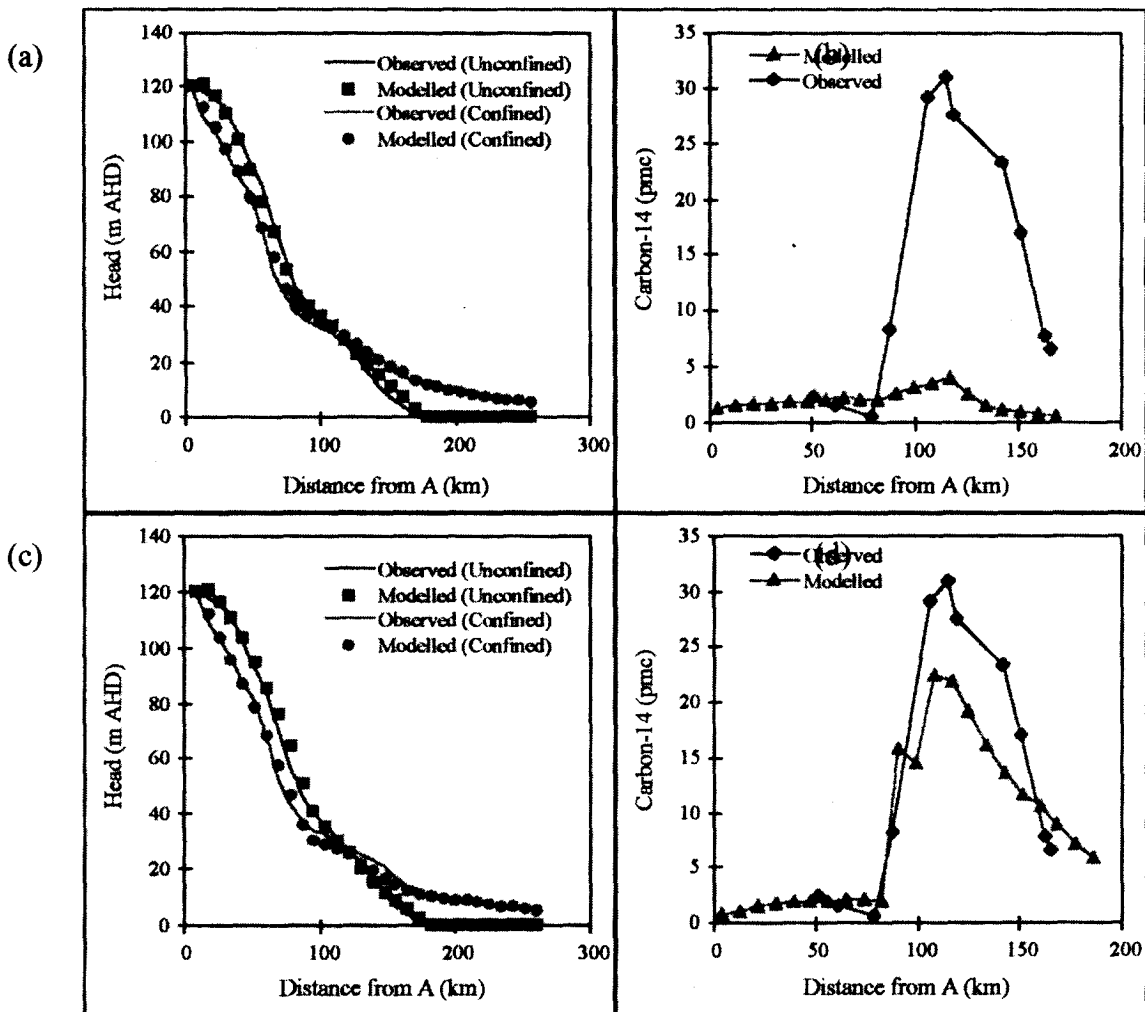 (a)
140
120
100
80
60
40
20
0
Head (m AHD)
Observed (Unconfined)
Modelled (Unconfined)
Observed (Confined)
Modelled (Confined)
0 100 200 300
Distance from A (km)
(b)
35
30
25
20
15
10
5
0
Carbon-14 (pmc)
Modelled
Observed
0 50 100 150 200
Distance from A (km)
(c)
140
120
100
80
60
40
20
0
Head (m AHD)
Observed (Unconfined)
Modelled (Unconfined)
Observed (Confined)
Modelled (Confined)
0 100 200 300
Distance from A (km)
(d)
35
30
25
20
15
10
5
0
Carbon-14 (pmc)
Observed
Modelled
0 50 100 150 200
Distance from A (km)